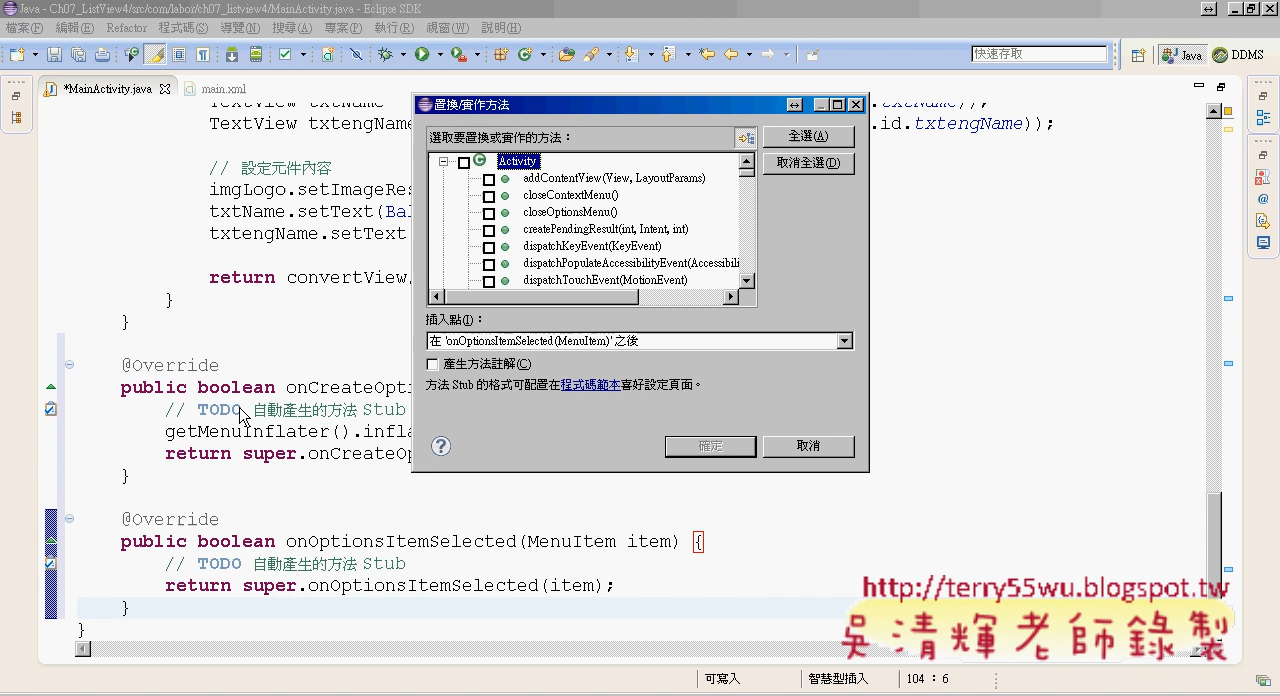 Java - Ch07_ListView4/src/com/labor/ch07_listview4/MainActivity.java - Eclipse SDK
檔案(F) 編輯(E) Refactor 程式碼(S) 導覽(N) 搜尋(A) 專案(P) 執行(R) 視窗(W) 說明(H)
快速存取 Java DDMS
*MainActivity.java main.xml
TextView txtName .txtName));
TextView txtengName .id.txtengName));
// 設定元件內容
imgLogo.setImageRes
txtName.setText(Bal
txtengName.setText
return convertView.
}
}
@Override
public boolean onCreateOpti
// TODO 自動產生的方法 Stub
getMenuInflater().infla
return super.onCreateOp
}
@Override
public boolean onOptionsItemSelected(MenuItem item) {
// TODO 自動產生的方法 Stub
return super.onOptionsItemSelected(item);
}
}
置換/實作方法
選取要置換或實作的方法：
全選(A)
取消全選(D)
Activity
addContentView(View, LayoutParams)
closeContextMenu()
closeOptionsMenu()
createPendingResult(int, Intent, int)
dispatchKeyEvent(KeyEvent)
dispatchPopulateAccessibilityEvent(Accessibili
dispatchTouchEvent(MotionEvent)
插入點(I)：
在 'onOptionsItemSelected(MenuItem)' 之後
產生方法註解(C)
方法 Stub 的格式可配置在程式碼範本喜好設定頁面。
確定 取消
http://terry55wu.blogspot.tw
吳清輝老師錄製
可寫入 智慧型插入 104 : 6